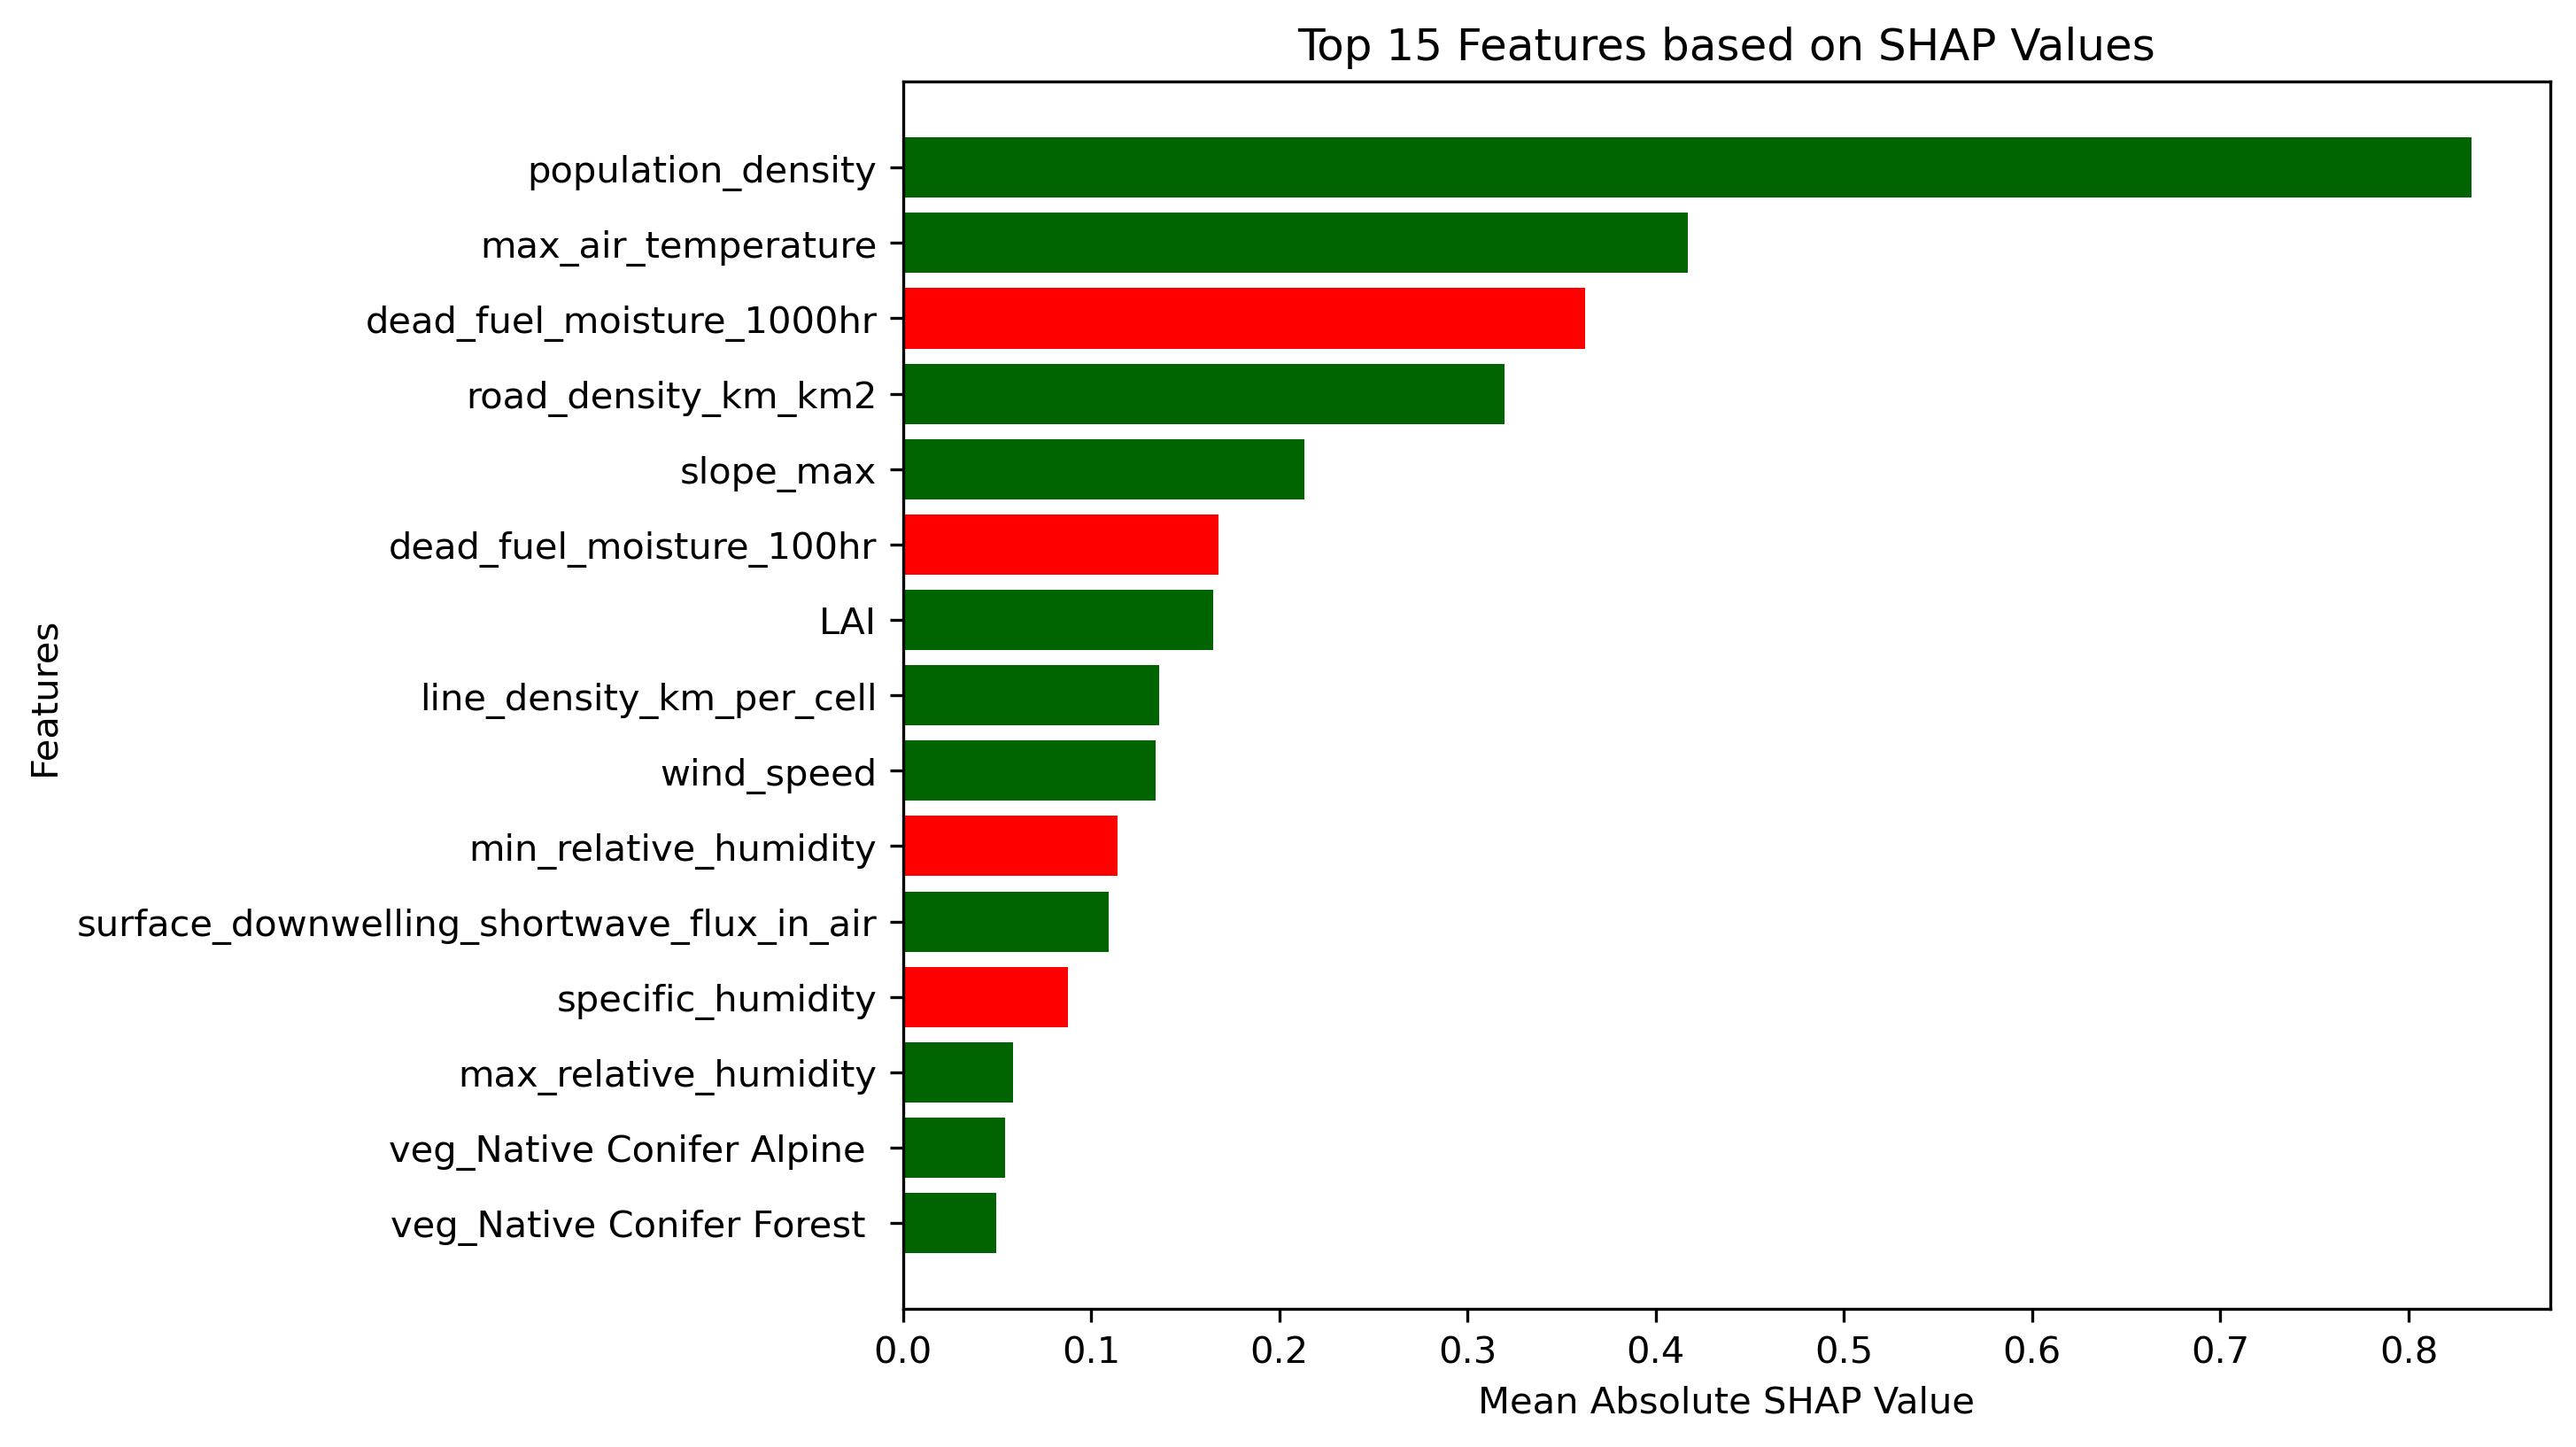 Top 15 Features based on SHAP Values
population_density
max_air_temperature
dead_fuel_moisture_1000hr
road_density_km_km2
slope_max
dead_fuel_moisture_100hr
LAI
line_density_km_per_cell
wind_speed
min_relative_humidity
surface_downwelling_shortwave_flux_in_air
specific_humidity
max_relative_humidity
veg_Native Conifer Alpine
veg_Native Conifer Forest
Features
0.0 0.1 0.2 0.3 0.4 0.5 0.6 0.7 0.8
Mean Absolute SHAP Value